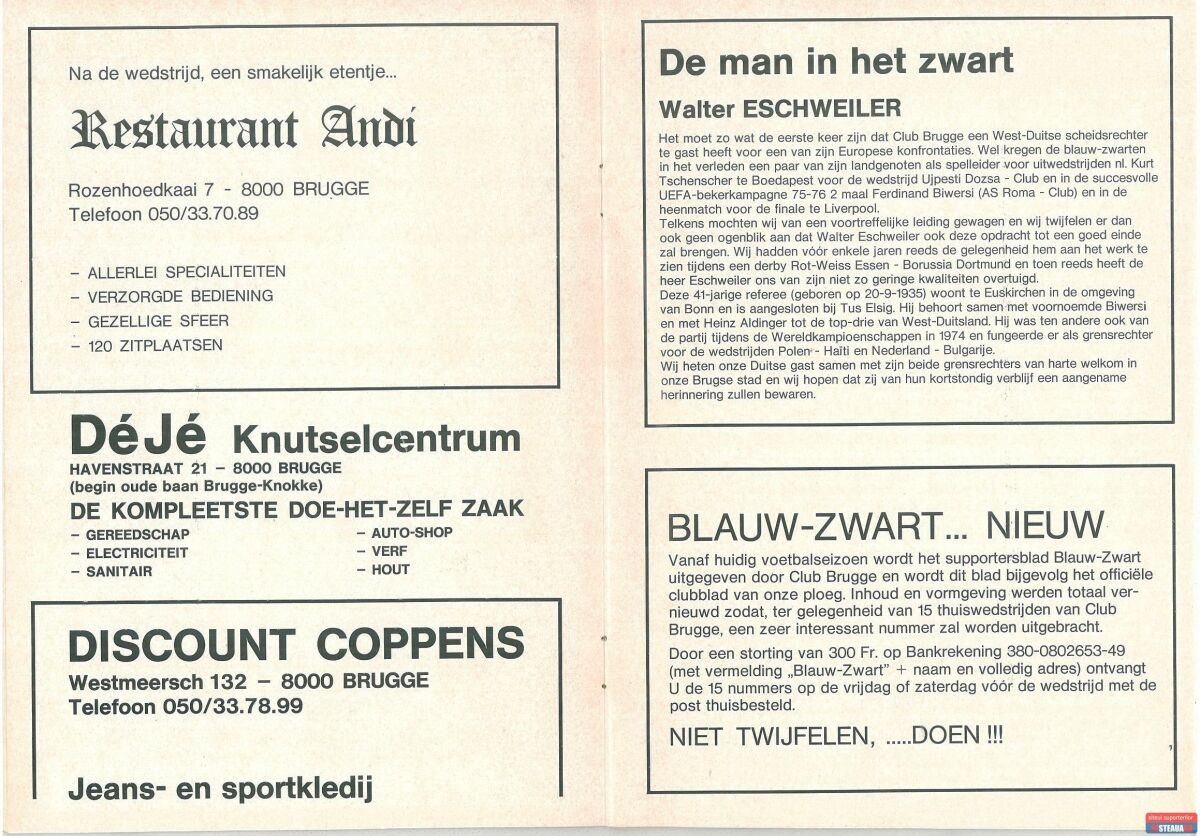 Na de wedstrijd, een smakelijk etentje...
Restaurant Andi
Rozenhoedkaai 7 - 8000 BRUGGE
Telefoon 050/33.70.89
– ALLERLEI SPECIALITEITEN
– VERZORGDE BEDIENING
– GEZELLIGE SFEER
– 120 ZITPLAATSEN
DéJé Knutselcentrum
HAVENSTRAAT 21 – 8000 BRUGGE
(begin oude baan Brugge-Knokke)
DE KOMPLEETSTE DOE-HET-ZELF ZAAK
– GEREEDSCHAP
– ELECTRICITEIT
– SANITAIR
– AUTO-SHOP
– VERF
– HOUT
DISCOUNT COPPENS
Westmeersch 132 – 8000 BRUGGE
Telefoon 050/33.78.99
Jeans- en sportkledij
De man in het zwart
Walter ESCHWEILER
Het moet zo wat de eerste keer zijn dat Club Brugge een West-Duitse scheidsrechter
te gast heeft voor een van zijn Europese konfrontaties. Wel kregen de blauw-zwarten
in het verleden een paar van zijn landgenoten als spelleider voor uitwedstrijden nl. Kurt
Tschenscher te Boedapest voor de wedstrijd Ujpesti Dozsa - Club en in de succesvolle
UEFA-bekerkampagne 75-76 2 maal Ferdinand Biwersi (AS Roma - Club) en in de
heenmatch voor de finale te Liverpool.
Telkens mochten wij van een voortreffelijke leiding gewagen en wij twijfelen er dan
ook geen ogenblik aan dat Walter Eschweiler ook deze opdracht tot een goed einde
zal brengen. Wij hadden vóór enkele jaren reeds de gelegenheid hem aan het werk te
zien tijdens een derby Rot-Weiss Essen - Borussia Dortmund en toen reeds heeft de
heer Eschweiler ons van zijn niet zo geringe kwaliteiten overtuigd.
Deze 41-jarige referee (geboren op 20-9-1935) woont te Euskirchen in de omgeving
van Bonn en is aangesloten bij Tus Elsig. Hij behoort samen met voornoemde Biwersi
en met Heinz Aldinger tot de top-drie van West-Duitsland. Hij was ten andere ook van
de partij tijdens de Wereldkampioenschappen in 1974 en fungeerde er als grensrechter
voor de wedstrijden Polen - Haïti en Nederland - Bulgarije.
Wij heten onze Duitse gast samen met zijn beide grensrechters van harte welkom in
onze Brugse stad en wij hopen dat zij van hun kortstondig verblijf een aangename
herinnering zullen bewaren.
BLAUW-ZWART... NIEUW
Vanaf huidig voetbalseizoen wordt het supportersblad Blauw-Zwart
uitgegeven door Club Brugge en wordt dit blad bijgevolg het officiële
clubblad van onze ploeg. Inhoud en vormgeving werden totaal ver-
nieuwd zodat, ter gelegenheid van 15 thuiswedstrijden van Club
Brugge, een zeer interessant nummer zal worden uitgebracht.
Door een storting van 300 Fr. op Bankrekening 380-0802653-49
(met vermelding „Blauw-Zwart" + naam en volledig adres) ontvangt
U de 15 nummers op de vrijdag of zaterdag vóór de wedstrijd met de
post thuisbesteld.
NIET TWIJFELEN, .....DOEN !!!
siteul suporterilor
STEAUA